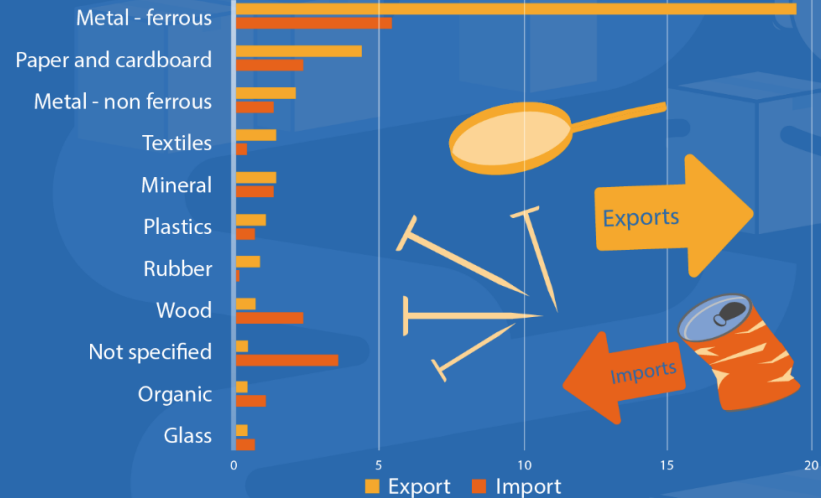 Metal - ferrous
Paper and cardboard
Metal - non ferrous
Textiles
Mineral
Plastics
Rubber
Wood
Not specified
Organic
Glass
Exports
Imports
0 5 10 15 20
Export Import